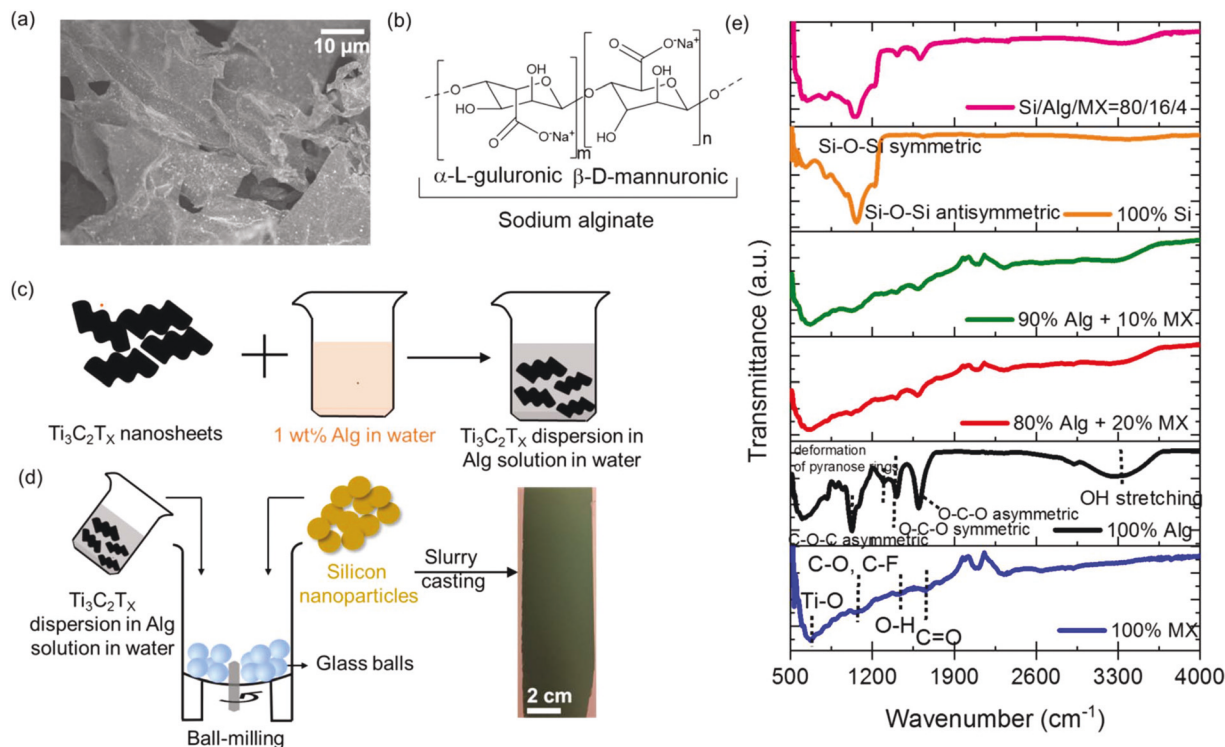 (a)
10 µm
(b)
O
O⁻Na⁺
OH
O
O
HO
OH
O
O⁻Na⁺
m
O
OH
O
O
HO
n
α-L-guluronic β-D-mannuronic
Sodium alginate
(c)
Ti₃C₂Tₓ nanosheets
1 wt% Alg in water
Ti₃C₂Tₓ dispersion in
Alg solution in water
(d)
Ti₃C₂Tₓ
dispersion in Alg
solution in water
Silicon
nanoparticles
Glass balls
Ball-milling
Slurry
casting
2 cm
(e)
Transmittance (a.u.)
Si/Alg/MX=80/16/4
Si-O-Si symmetric
Si-O-Si antisymmetric
100% Si
90% Alg + 10% MX
80% Alg + 20% MX
deformation
of pyranose rings
OH stretching
O-C-O asymmetric
O-C-O symmetric
C-O-C asymmetric
100% Alg
C-O, C-F
Ti-O
O-H
C=O
100% MX
500 1200 1900 2600 3300 4000
Wavenumber (cm⁻¹)